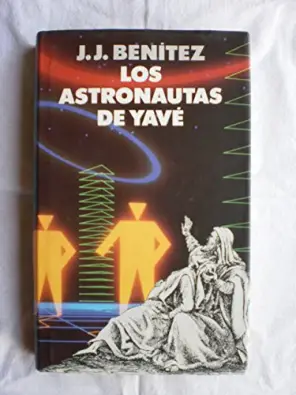 J.J. BENÍTEZ
LOS
ASTRONAUTAS
DE YAVÉ